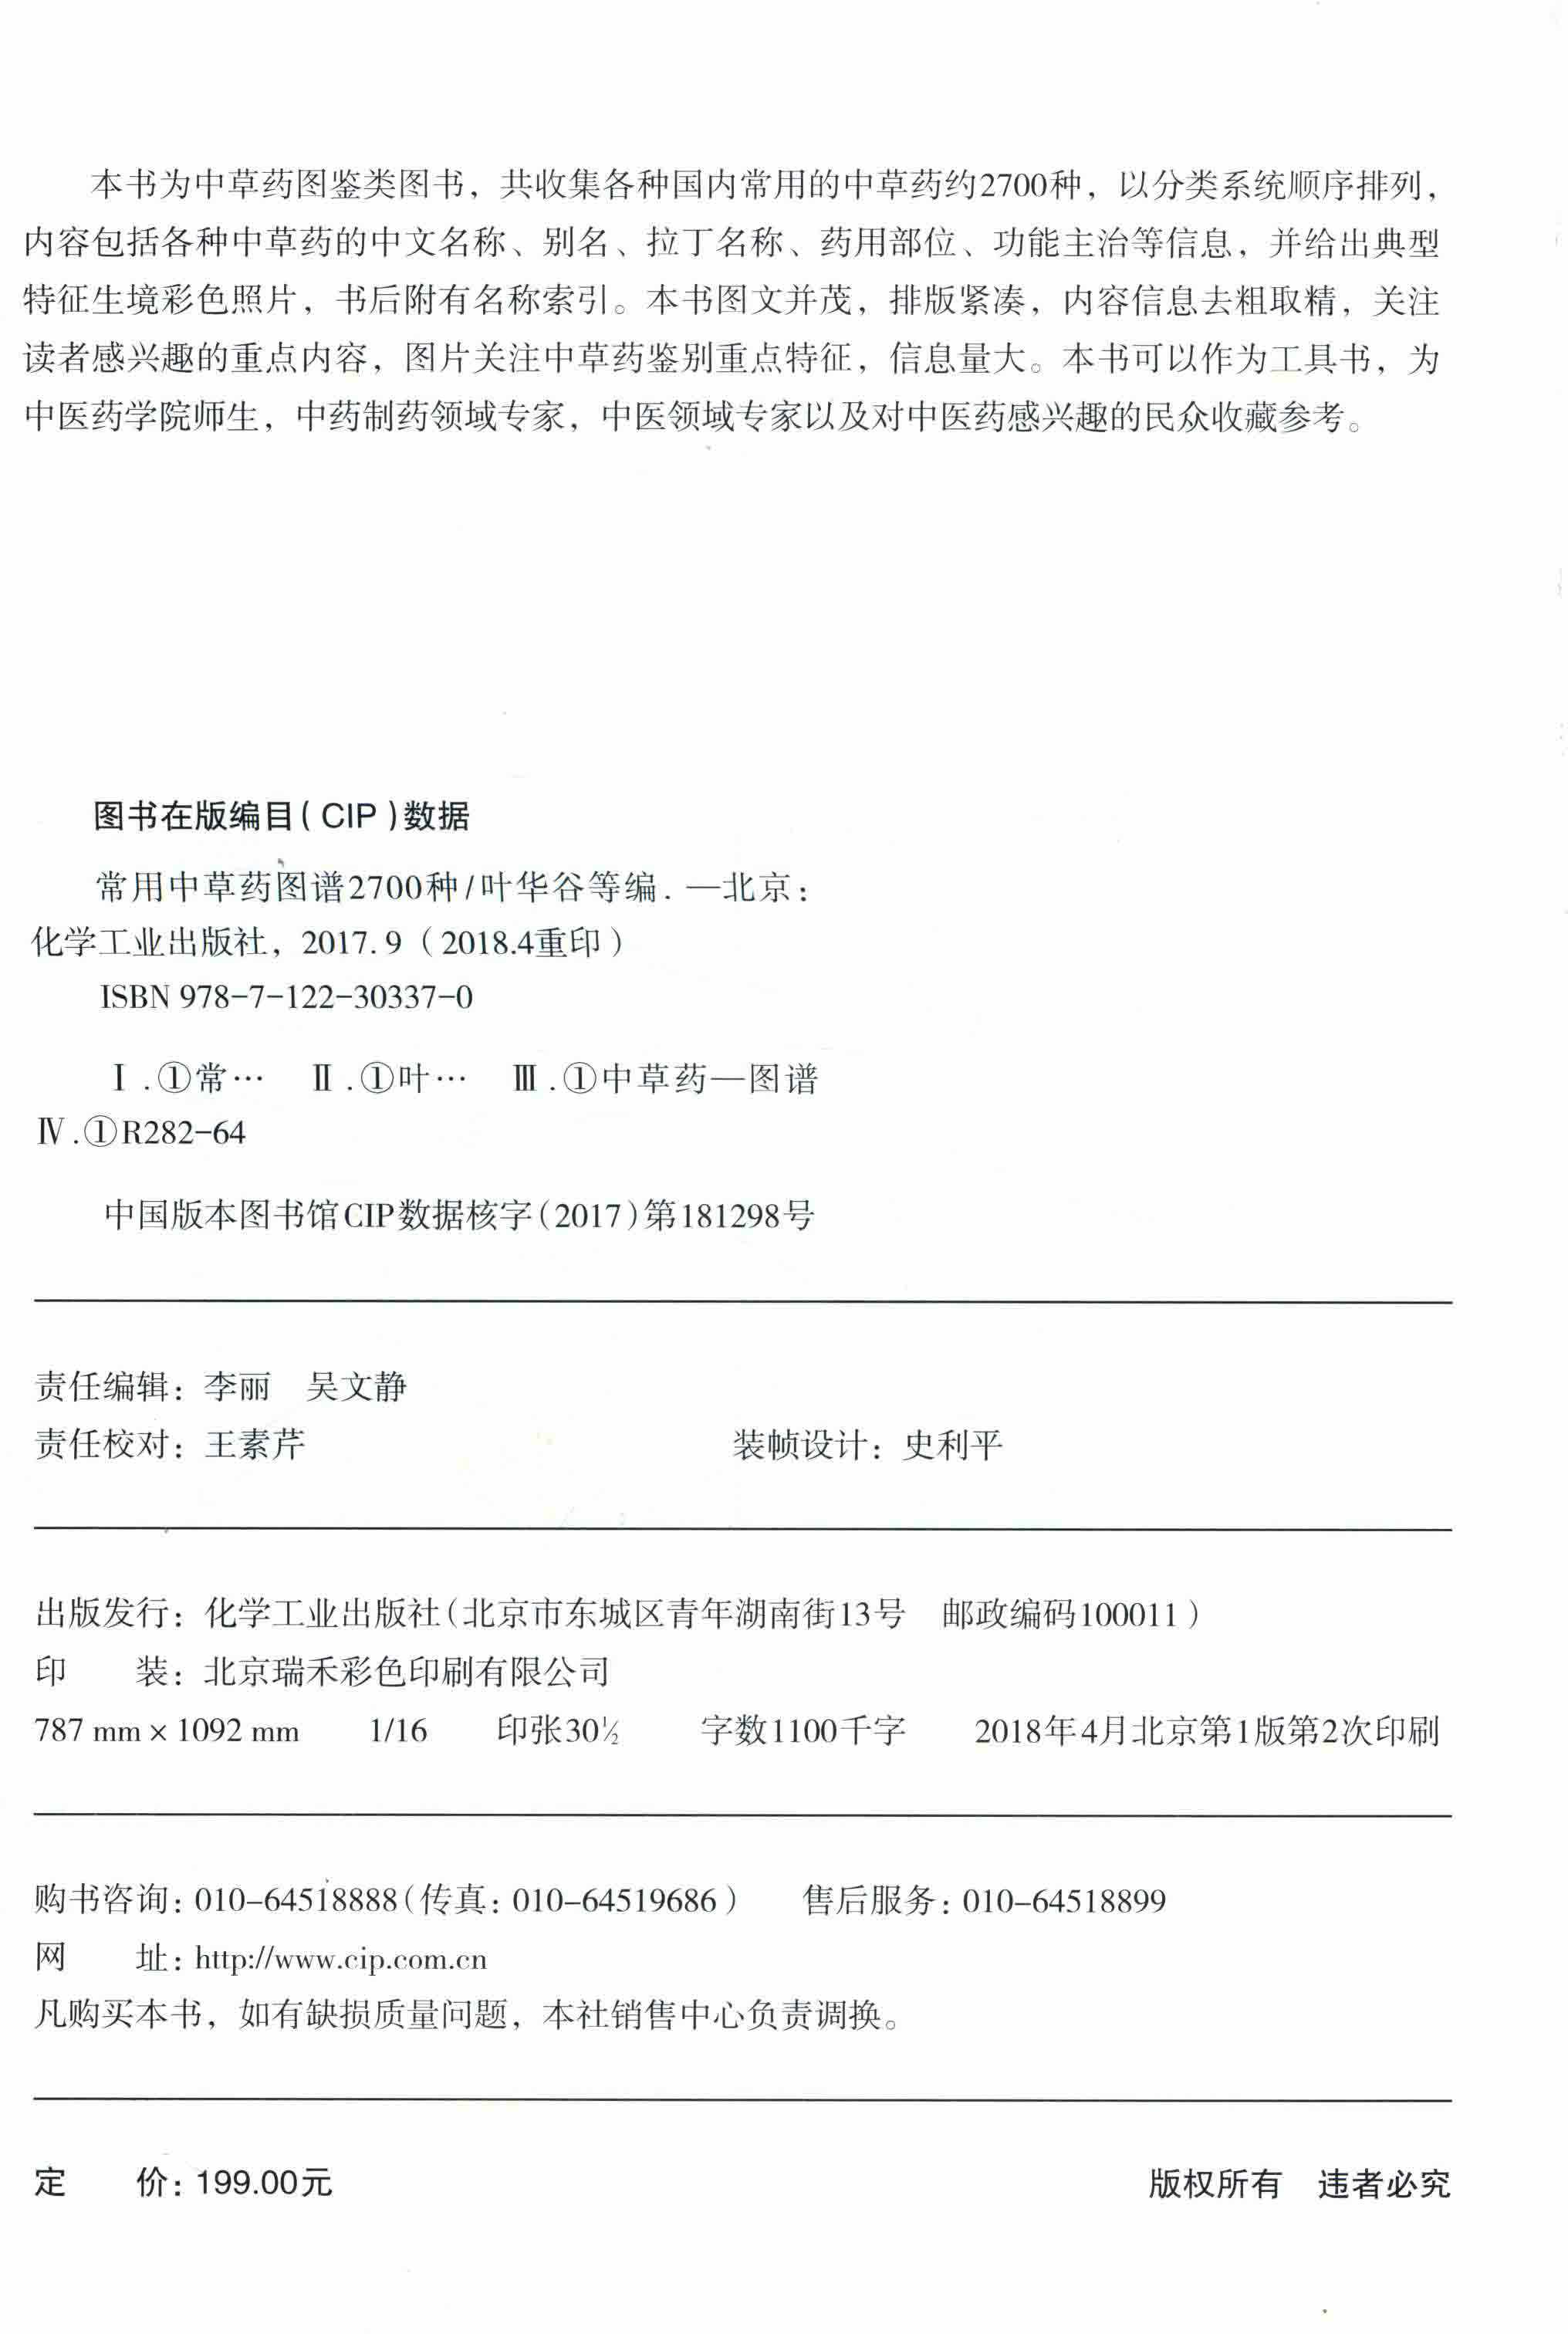 本书为中草药图鉴类图书，共收集各种国内常用的中草药约2700种，以分类系统顺序排列，
内容包括各种中草药的中文名称、别名、拉丁名称、药用部位、功能主治等信息，并给出典型
特征生境彩色照片，书后附有名称索引。本书图文并茂，排版紧凑，内容信息去粗取精，关注
读者感兴趣的重点内容，图片关注中草药鉴别重点特征，信息量大。本书可以作为工具书，为
中医药学院师生，中药制药领域专家，中医领域专家以及对中医药感兴趣的民众收藏参考。
图书在版编目(CIP)数据
常用中草药图谱2700种/叶华谷等编. —北京：
化学工业出版社，2017.9（2018.4重印）
ISBN 978-7-122-30337-0
Ⅰ.①常… Ⅱ.①叶… Ⅲ.①中草药—图谱
Ⅳ.①R282-64
中国版本图书馆CIP数据核字(2017)第181298号
责任编辑：李丽　吴文静
责任校对：王素芹　装帧设计：史利平
出版发行：化学工业出版社(北京市东城区青年湖南街13号　邮政编码100011)
印　　装：北京瑞禾彩色印刷有限公司
787 mm × 1092 mm　1/16　印张30½　字数1100千字　2018年4月北京第1版第2次印刷
购书咨询：010-64518888(传真：010-64519686)　售后服务：010-64518899
网　　址：http://www.cip.com.cn
凡购买本书，如有缺损质量问题，本社销售中心负责调换。
定　　价：199.00元　版权所有　违者必究